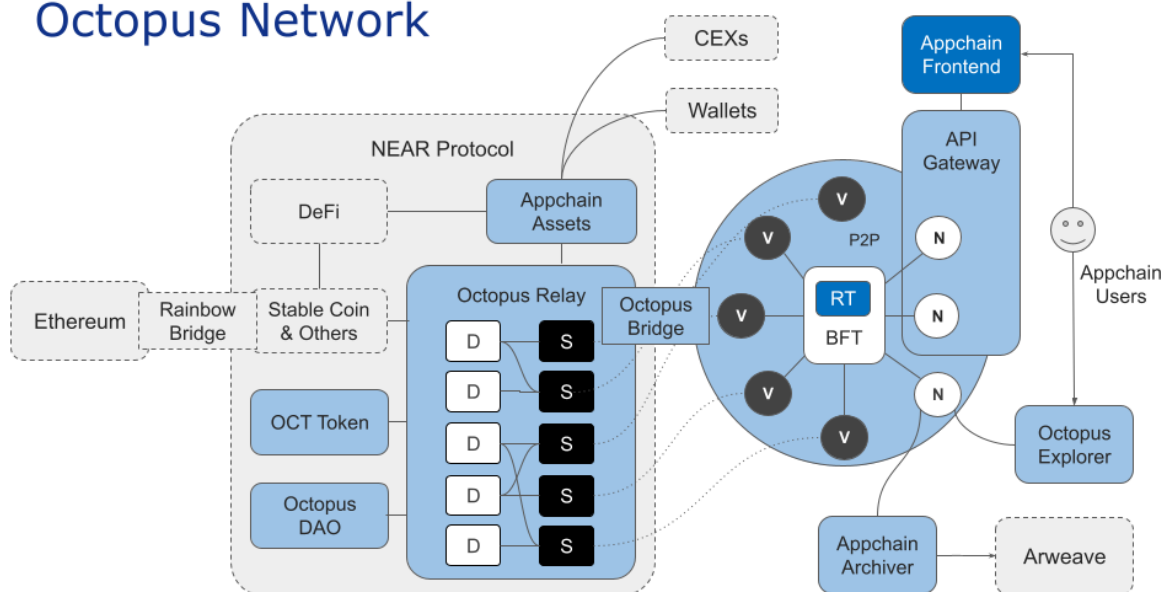 Octopus Network
CEXs
Wallets
NEAR Protocol
DeFi
Appchain
Assets
Ethereum
Rainbow
Bridge
Stable Coin
& Others
OCT Token
Octopus
DAO
Octopus Relay
D
S
D
S
D
S
D
S
D
S
Octopus
Bridge
Appchain
Frontend
API
Gateway
P2P
V
V
V
V
V
RT
BFT
N
N
N
Appchain
Users
Octopus
Explorer
Appchain
Archiver
Arweave